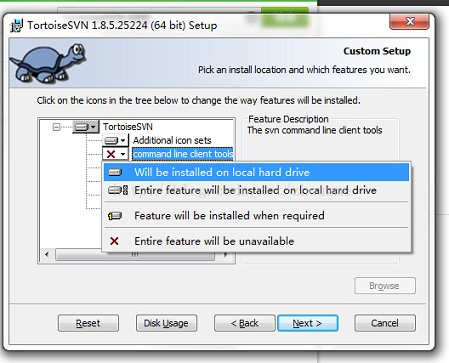 TortoiseSVN 1.8.5.25224 (64 bit) Setup
Custom Setup
Pick an install location and which features you want.
Click on the icons in the tree below to change the way features will be installed.
TortoiseSVN
Additional icon sets
command line client tools
Feature Description
The svn command line client tools
Will be installed on local hard drive
Entire feature will be installed on local hard drive
Feature will be installed when required
Entire feature will be unavailable
Browse
Reset
Disk Usage
< Back
Next >
Cancel